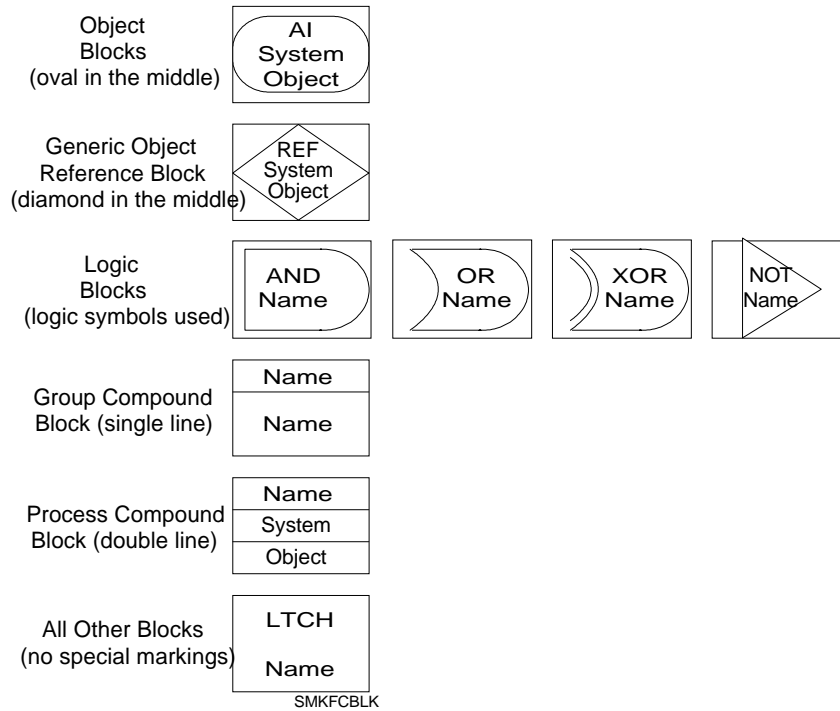 Object
Blocks
(oval in the middle)
AI
System
Object
Generic Object
Reference Block
(diamond in the middle)
REF
System
Object
Logic
Blocks
(logic symbols used)
AND
Name
OR
Name
XOR
Name
NOT
Name
Group Compound
Block (single line)
Name
Name
Process Compound
Block (double line)
Name
System
Object
All Other Blocks
(no special markings)
LTCH
Name
SMKFCBLK